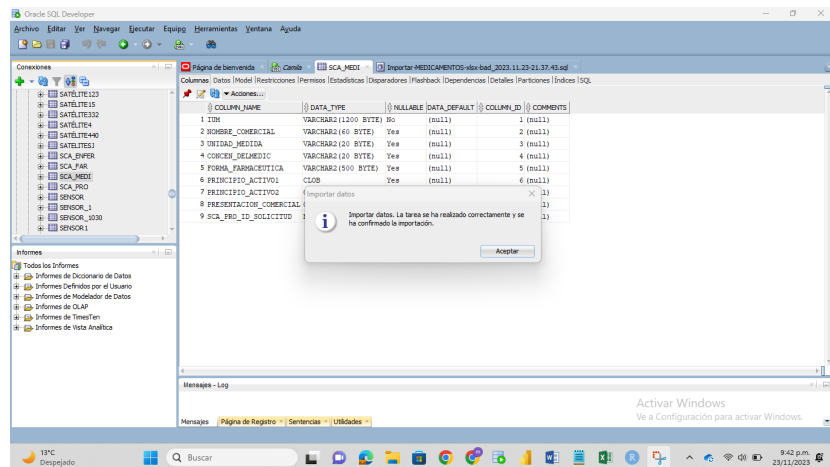 Oracle SQL Developer
Archivo Editar Ver Navegar Ejecutar Equipo Herramientas Ventana Ayuda
Conexiones
SATÉLITE123
SATÉLITE15
SATÉLITE332
SATÉLITE4
SATELITE440
SATELITESJ
SCA_ENFER
SCA_FAR
SCA_MEDI
SCA_PRO
SENSOR
SENSOR_1
SENSOR_1030
SENSOR1
Informes
Todos los Informes
Informes de Diccionario de Datos
Informes Definidos por el Usuario
Informes de Modelador de Datos
Informes de OLAP
Informes de TimesTen
Informes de Vista Analítica
Página de bienvenida Camila SCA_MEDI Importar-MEDICAMENTOS-xlsx-bad_2023.11.23-21.37.43.sql
Columnas Datos Model Restricciones Permisos Estadísticas Disparadores Flashback Dependencias Detalles Particiones Índices SQL
Acciones...
COLUMN_NAME DATA_TYPE NULLABLE DATA_DEFAULT COLUMN_ID COMMENTS
1 IUM VARCHAR2(1200 BYTE) No (null) 1 (null)
2 NOMBRE_COMERCIAL VARCHAR2(60 BYTE) Yes (null) 2 (null)
3 UNIDAD_MEDIDA VARCHAR2(20 BYTE) Yes (null) 3 (null)
4 CONCEN_DELMEDIC VARCHAR2(20 BYTE) Yes (null) 4 (null)
5 FORMA_FARMACEUTICA VARCHAR2(500 BYTE) Yes (null) 5 (null)
6 PRINCIPIO_ACTIVO1 CLOB Yes (null) 6 (null)
7 PRINCIPIO_ACTIVO2
8 PRESENTACION_COMERCIAL
9 SCA_PRO_ID_SOLICITUD
Importar datos
Importar datos. La tarea se ha realizado correctamente y se
ha confirmado la importación.
Aceptar
Mensajes - Log
Mensajes Página de Registro Sentencias Utilidades
Activar Windows
Ve a Configuración para activar Windows.
13°C
Despejado
Buscar
9:42 p.m.
23/11/2023